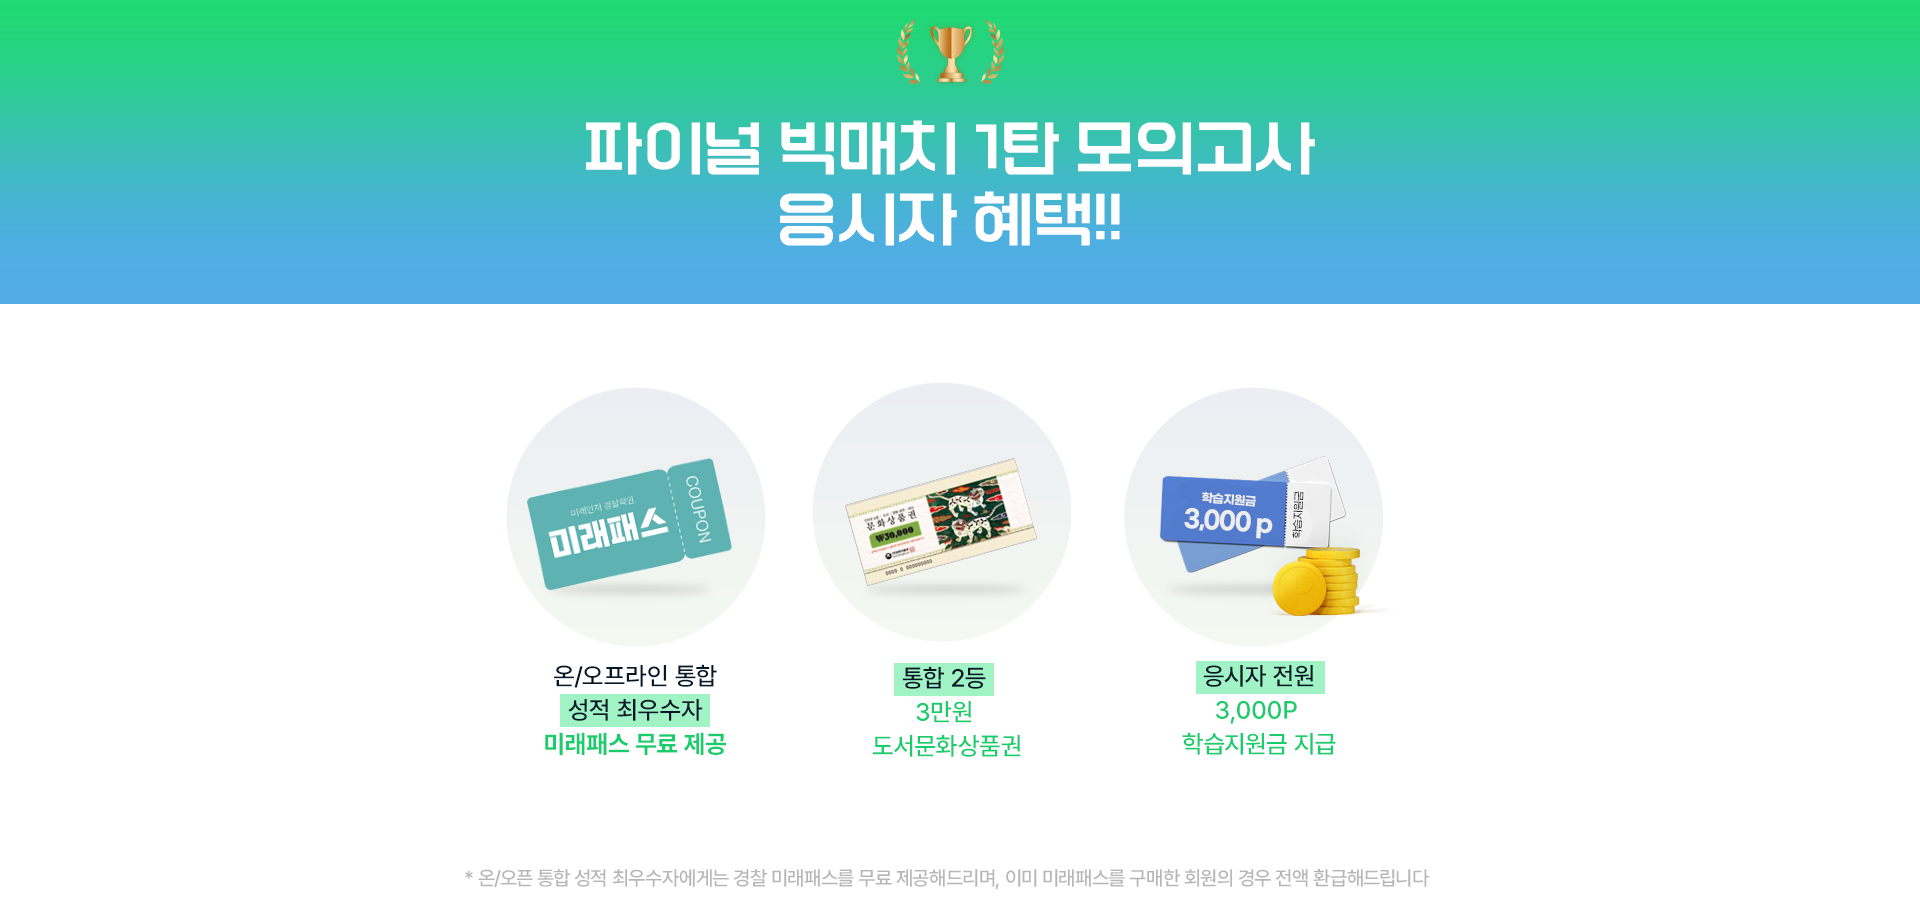 파이널 빅매치 1탄 모의고사
응시자 혜택!!
미래인재 경찰학원
미래패스
COUPON
문화상품권
₩30,000
학습지원금
3,000 p
학습지원금
온/오프라인 통합
성적 최우수자
미래패스 무료 제공
통합 2등
3만원
도서문화상품권
응시자 전원
3,000P
학습지원금 지급
* 온/오픈 통합 성적 최우수자에게는 경찰 미래패스를 무료 제공해드리며, 이미 미래패스를 구매한 회원의 경우 전액 환급해드립니다